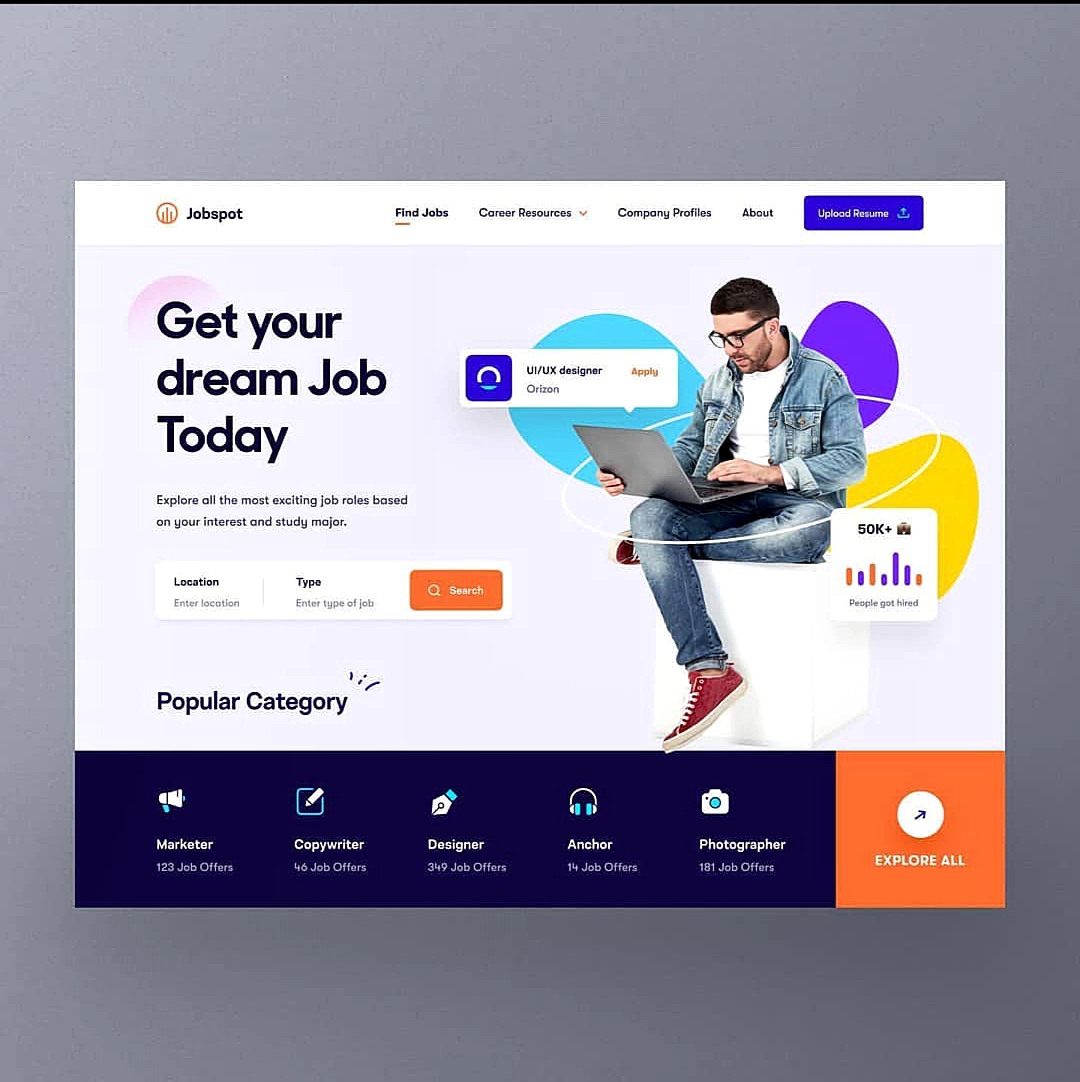 Jobspot
Find Jobs
Career Resources
Company Profiles
About
Upload Resume
Get your
dream Job
Today
UI/UX designer
Orizon
Apply
Explore all the most exciting job roles based
on your interest and study major.
Location
Enter location
Type
Enter type of job
Search
50K+
People got hired
Popular Category
Marketer
123 Job Offers
Copywriter
46 Job Offers
Designer
349 Job Offers
Anchor
14 Job Offers
Photographer
181 Job Offers
EXPLORE ALL